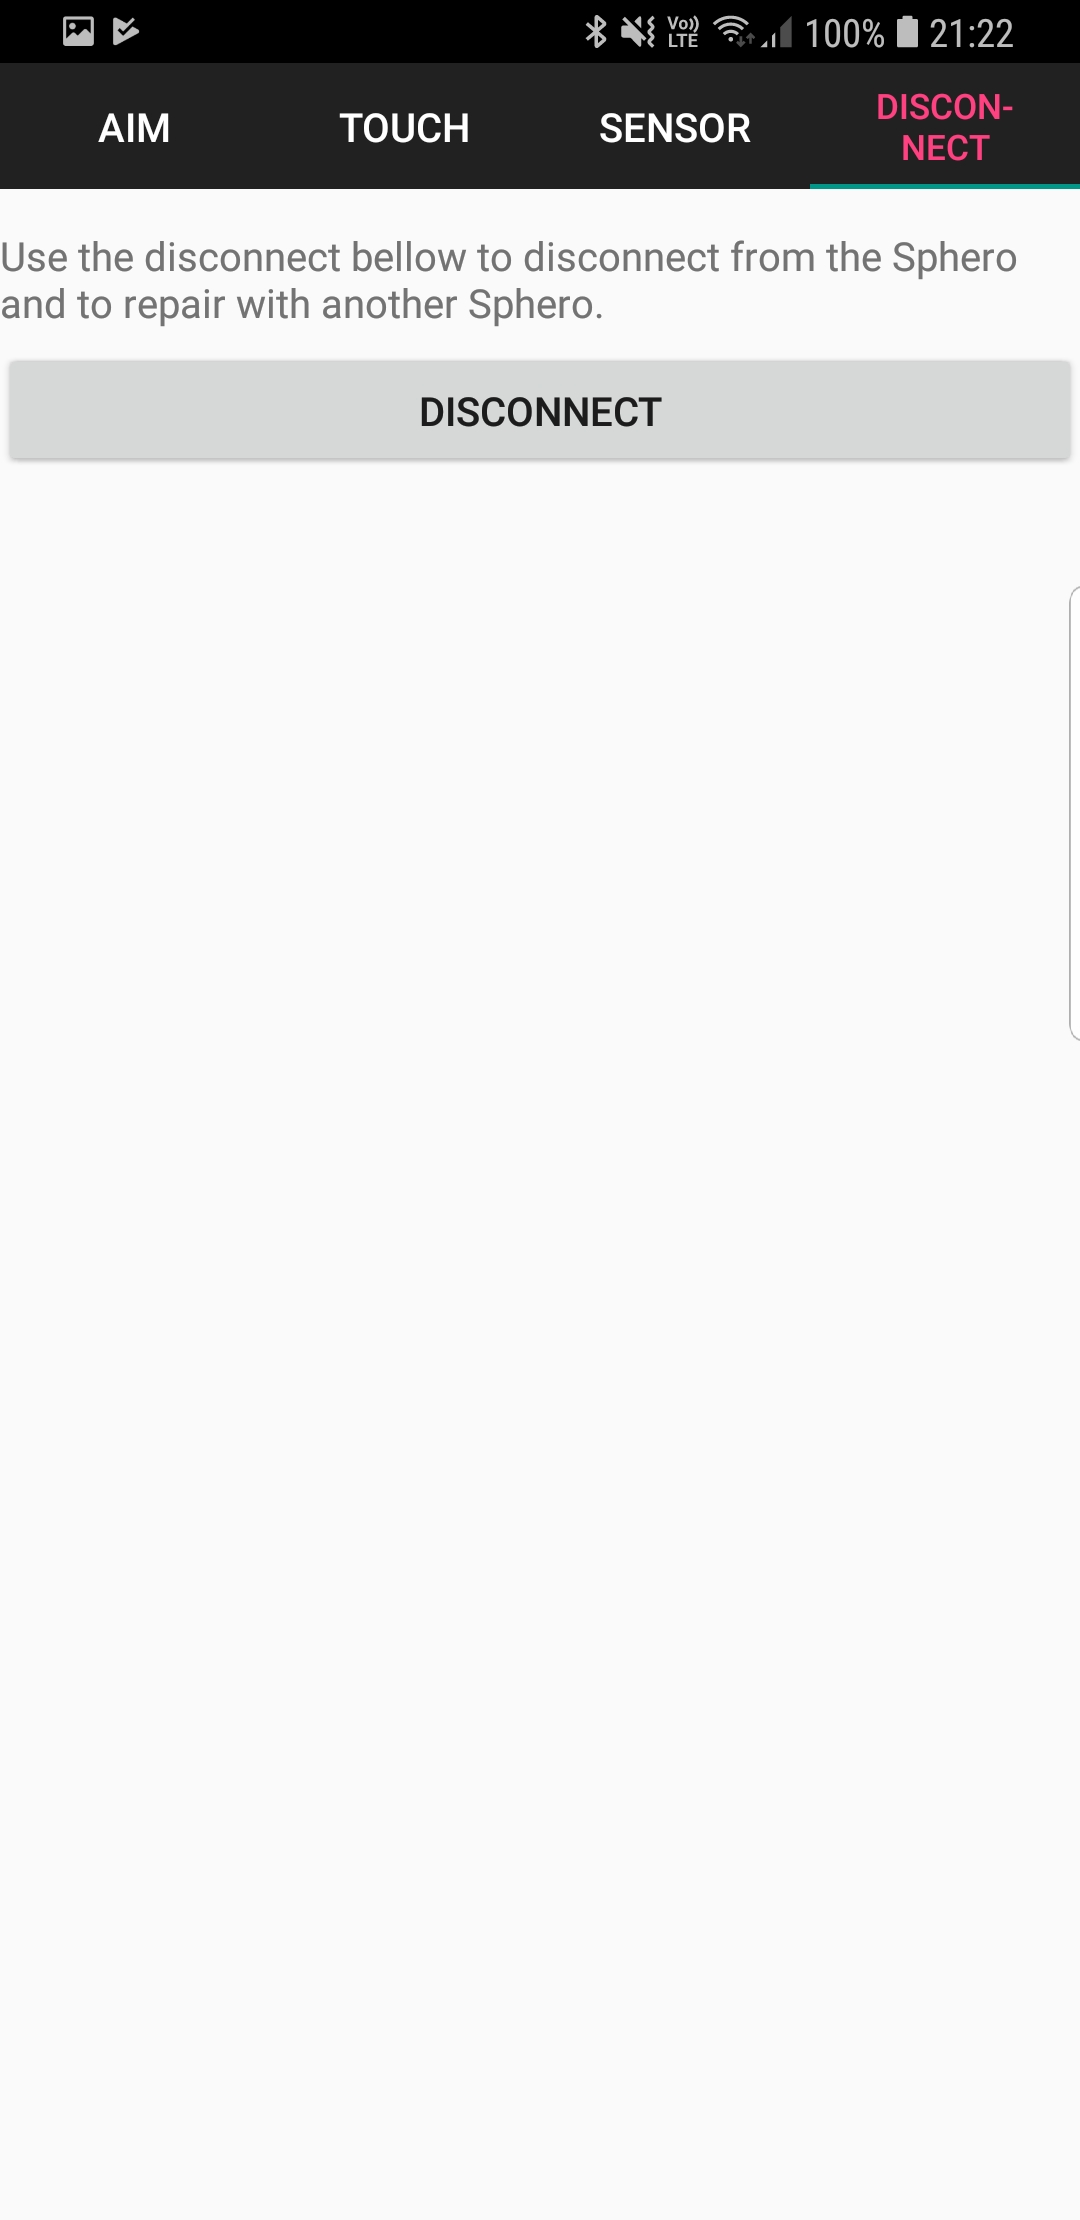 Vo)) LTE 100% 21:22
AIM TOUCH SENSOR DISCON-
NECT
Use the disconnect bellow to disconnect from the Sphero
and to repair with another Sphero.
DISCONNECT